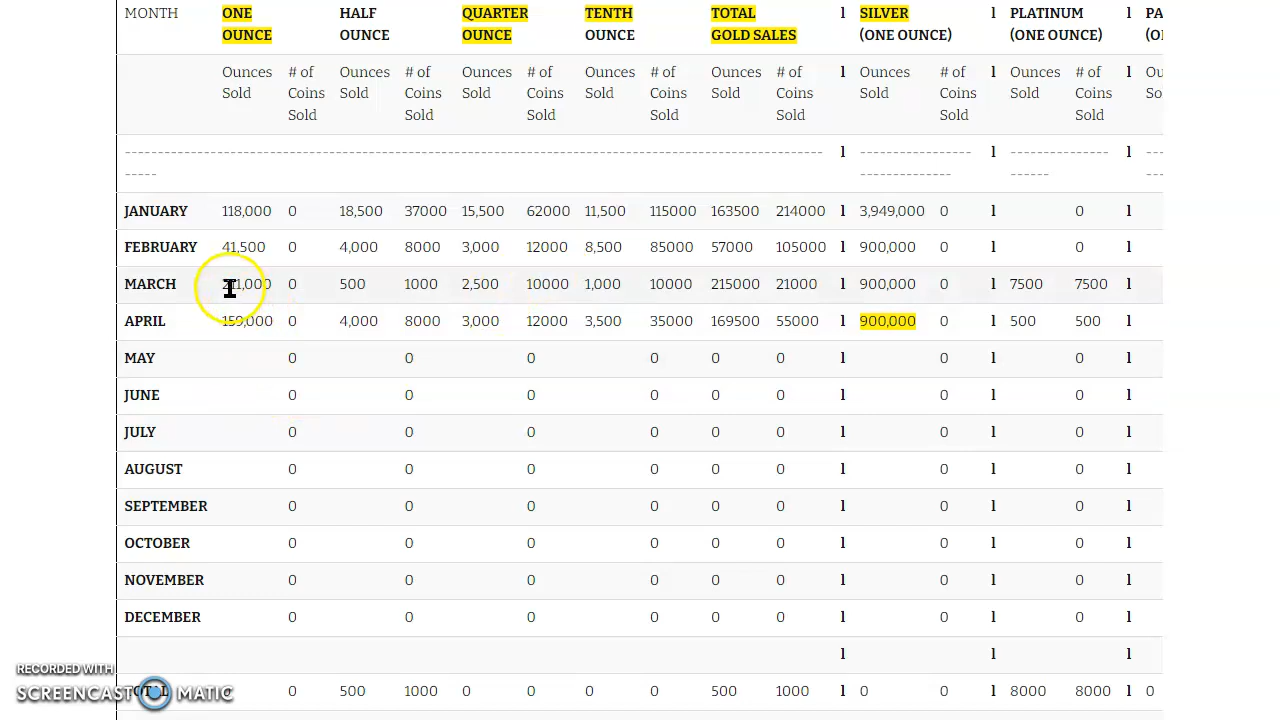 MONTH ONE OUNCE HALF OUNCE QUARTER OUNCE TENTH OUNCE TOTAL GOLD SALES l SILVER (ONE OUNCE) l PLATINUM (ONE OUNCE) l
Ounces Sold # of Coins Sold Ounces Sold # of Coins Sold Ounces Sold # of Coins Sold Ounces Sold # of Coins Sold Ounces Sold # of Coins Sold l Ounces Sold # of Coins Sold l Ounces Sold # of Coins Sold l
l l l
JANUARY 118,000 0 18,500 37000 15,500 62000 11,500 115000 163500 214000 l 3,949,000 0 l 0 l
FEBRUARY 41,500 0 4,000 8000 3,000 12000 8,500 85000 57000 105000 l 900,000 0 l 0 l
MARCH 211,000 0 500 1000 2,500 10000 1,000 10000 215000 21000 l 900,000 0 l 7500 7500 l
APRIL 159,000 0 4,000 8000 3,000 12000 3,500 35000 169500 55000 l 900,000 0 l 500 500 l
MAY 0 0 0 0 0 0 l 0 l 0 l
JUNE 0 0 0 0 0 0 l 0 l 0 l
JULY 0 0 0 0 0 0 l 0 l 0 l
AUGUST 0 0 0 0 0 0 l 0 l 0 l
SEPTEMBER 0 0 0 0 0 0 l 0 l 0 l
OCTOBER 0 0 0 0 0 0 l 0 l 0 l
NOVEMBER 0 0 0 0 0 0 l 0 l 0 l
DECEMBER 0 0 0 0 0 0 l 0 l 0 l
l l l
TOTAL 0 500 1000 0 0 0 0 500 1000 l 0 0 l 8000 8000 l 0
RECORDED WITH
SCREENCAST MATIC